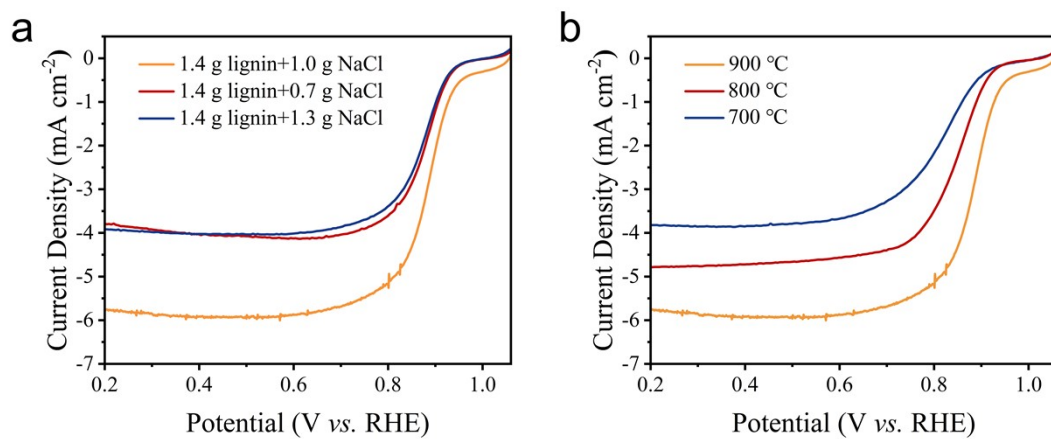 a
1.4 g lignin+1.0 g NaCl
1.4 g lignin+0.7 g NaCl
1.4 g lignin+1.3 g NaCl
0
-1
-2
-3
-4
-5
-6
-7
Current Density (mA cm⁻²)
0.2 0.4 0.6 0.8 1.0
Potential (V vs. RHE)
b
900 ℃
800 ℃
700 ℃
0
-1
-2
-3
-4
-5
-6
-7
Current Density (mA cm⁻²)
0.2 0.4 0.6 0.8 1.0
Potential (V vs. RHE)